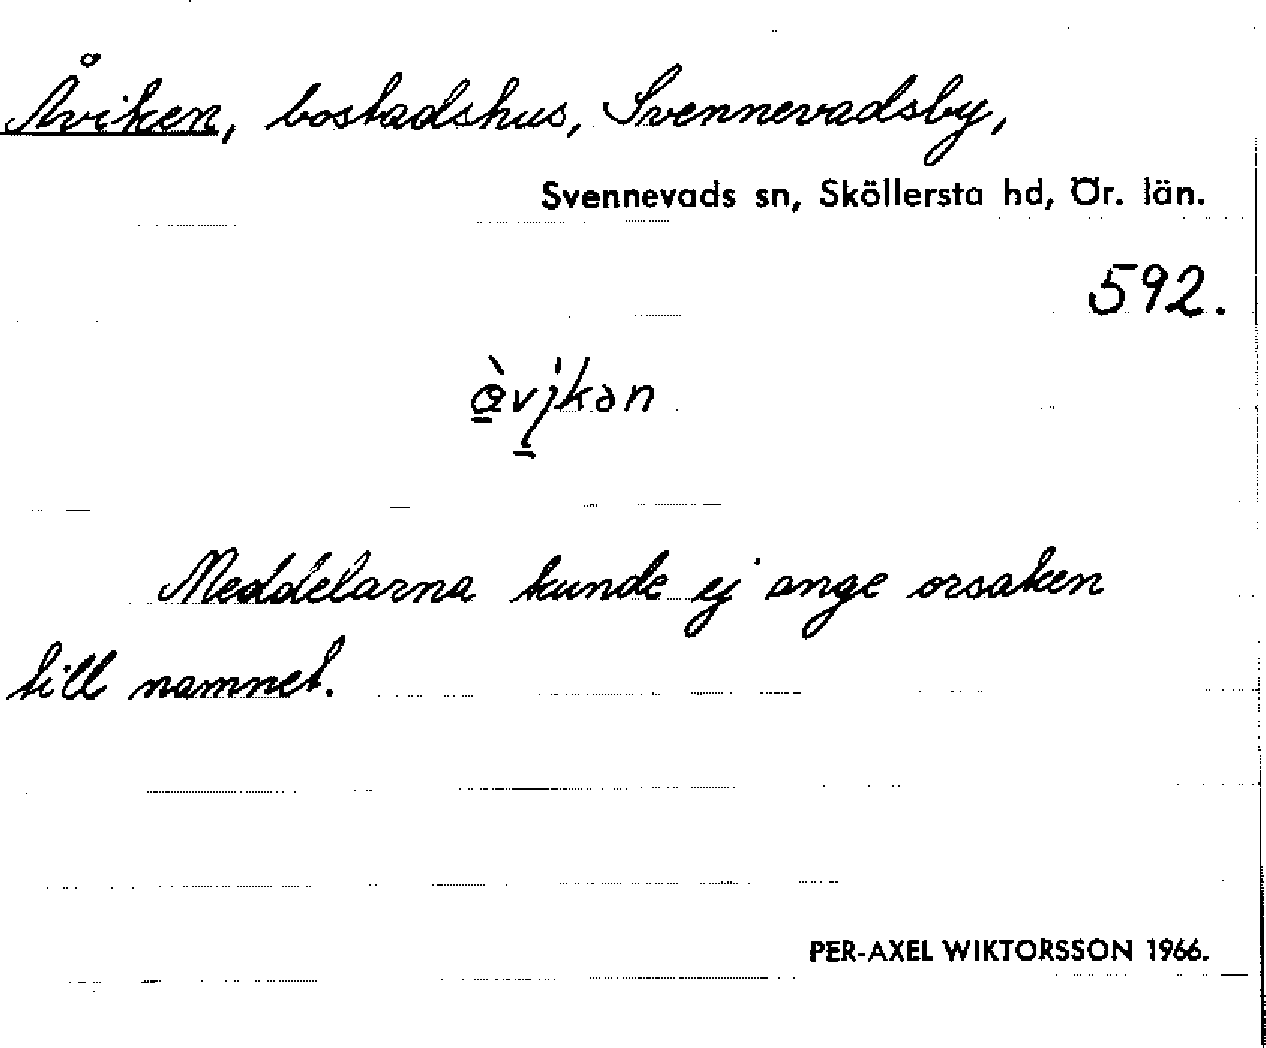 Åviken, bostadshus, Svennevadsby,
Svennevads sn, Sköllersta hd, Ör. län.
592.
Meddelarna kunde ej ange orsaken
till namnet.
PER-AXEL WIKTORSSON 1966.